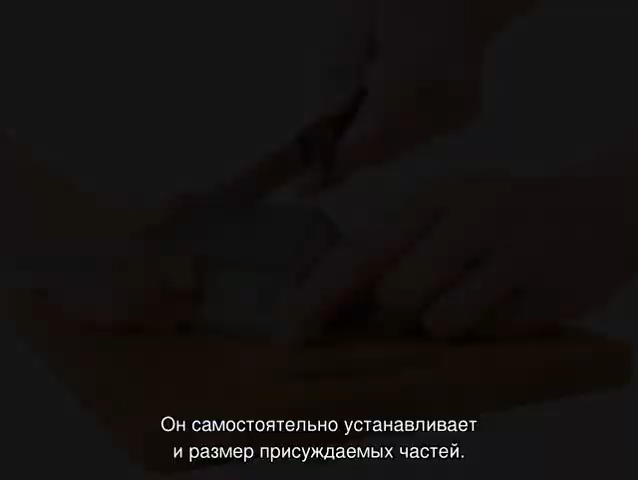 Он самостоятельно устанавливает
и размер присуждаемых частей.